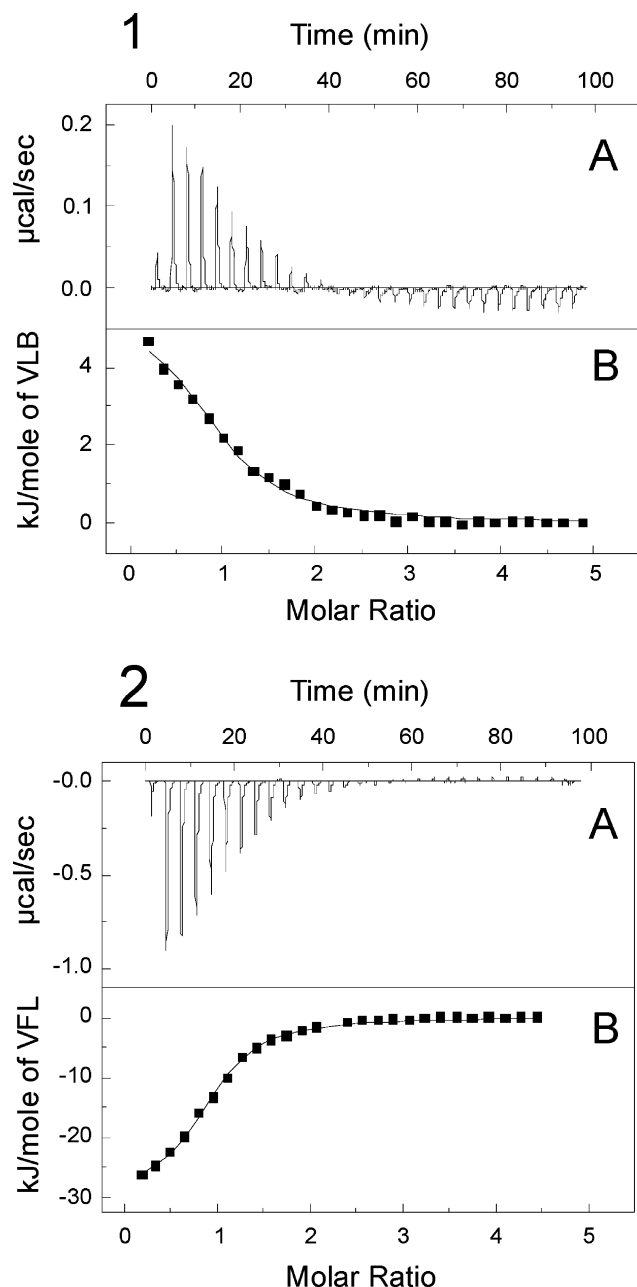 1
Time (min)
0 20 40 60 80 100
0.2
0.1
0.0
µcal/sec
A
4
2
0
kJ/mole of VLB
B
0 1 2 3 4 5
Molar Ratio
2
Time (min)
0 20 40 60 80 100
-0.0
-0.5
-1.0
µcal/sec
A
0
-10
-20
-30
kJ/mole of VFL
B
0 1 2 3 4 5
Molar Ratio